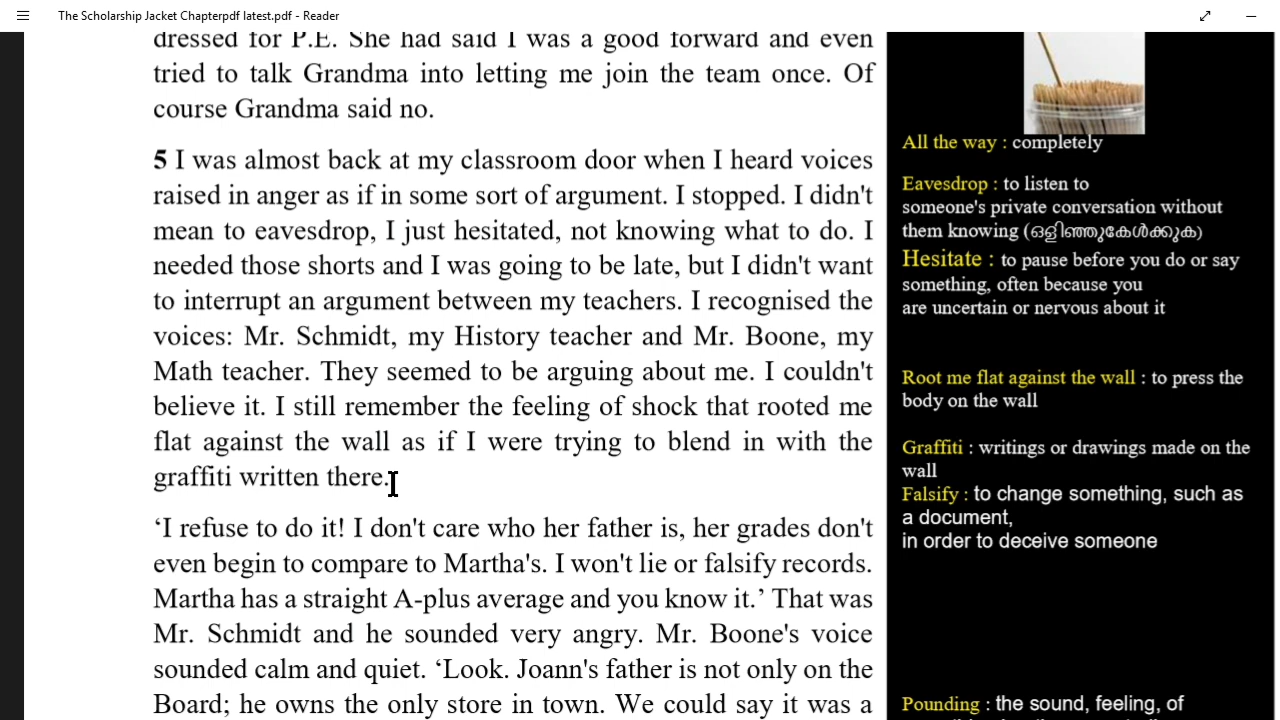 The Scholarship Jacket Chapterpdf latest.pdf - Reader
dressed for P.E. She had said I was a good forward and even
tried to talk Grandma into letting me join the team once. Of
course Grandma said no.
5 I was almost back at my classroom door when I heard voices
raised in anger as if in some sort of argument. I stopped. I didn't
mean to eavesdrop, I just hesitated, not knowing what to do. I
needed those shorts and I was going to be late, but I didn't want
to interrupt an argument between my teachers. I recognised the
voices: Mr. Schmidt, my History teacher and Mr. Boone, my
Math teacher. They seemed to be arguing about me. I couldn't
believe it. I still remember the feeling of shock that rooted me
flat against the wall as if I were trying to blend in with the
graffiti written there.
‘I refuse to do it! I don't care who her father is, her grades don't
even begin to compare to Martha's. I won't lie or falsify records.
Martha has a straight A-plus average and you know it.’ That was
Mr. Schmidt and he sounded very angry. Mr. Boone's voice
sounded calm and quiet. ‘Look. Joann's father is not only on the
Board; he owns the only store in town. We could say it was a
All the way : completely
Eavesdrop : to listen to
someone's private conversation without
them knowing (ഒളിഞ്ഞുകേൾക്കുക)
Hesitate : to pause before you do or say
something, often because you
are uncertain or nervous about it
Root me flat against the wall : to press the
body on the wall
Graffiti : writings or drawings made on the
wall
Falsify : to change something, such as
a document,
in order to deceive someone
Pounding : the sound, feeling, of